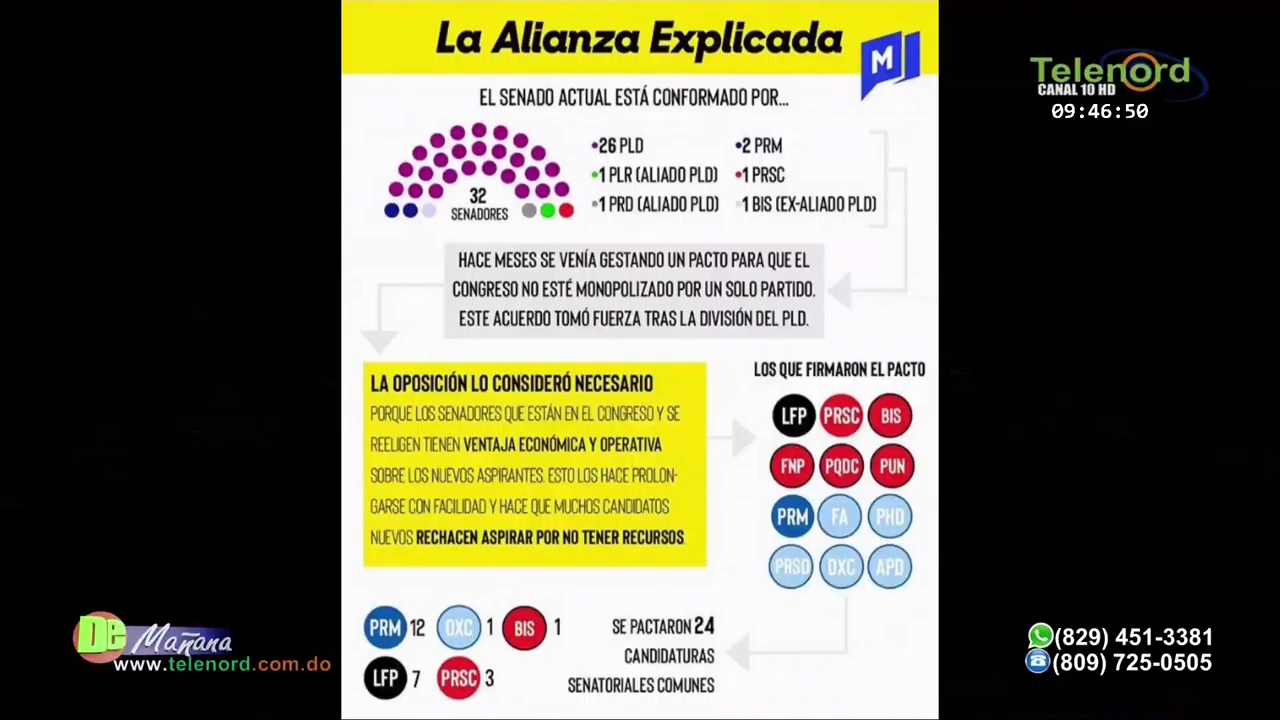 La Alianza Explicada
M
EL SENADO ACTUAL ESTÁ CONFORMADO POR...
•26 PLD
•1 PLR (ALIADO PLD)
•1 PRD (ALIADO PLD)
•2 PRM
•1 PRSC
•1 BIS (EX-ALIADO PLD)
32
SENADORES
HACE MESES SE VENÍA GESTANDO UN PACTO PARA QUE EL
CONGRESO NO ESTÉ MONOPOLIZADO POR UN SOLO PARTIDO.
ESTE ACUERDO TOMÓ FUERZA TRAS LA DIVISIÓN DEL PLD.
LA OPOSICIÓN LO CONSIDERÓ NECESARIO
PORQUE LOS SENADORES QUE ESTÁN EN EL CONGRESO Y SE
REELIGEN TIENEN VENTAJA ECONÓMICA Y OPERATIVA
SOBRE LOS NUEVOS ASPIRANTES. ESTO LOS HACE PROLON-
GARSE CON FACILIDAD Y HACE QUE MUCHOS CANDIDATOS
NUEVOS RECHACEN ASPIRAR POR NO TENER RECURSOS
LOS QUE FIRMARON EL PACTO
LFP PRSC BIS
FNP PQDC PUN
PRM FA PHD
PRSD DXC APD
SE PACTARON 24
CANDIDATURAS
SENATORIALES COMUNES
PRM 12 DXC 1 BIS 1
LFP 7 PRSC 3
Telenord
CANAL 10 HD
09:46:50
De Mañana
www.telenord.com.do
(829) 451-3381
(809) 725-0505